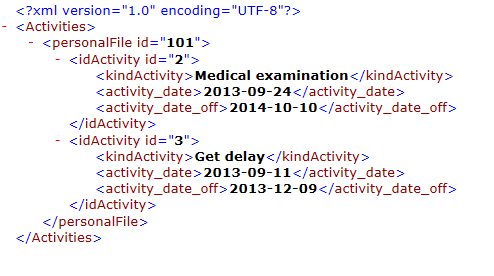 <?xml version="1.0" encoding="UTF-8"?>
- <Activities>
- <personalFile id="101">
- <idActivity id="2">
<kindActivity>Medical examination</kindActivity>
<activity_date>2013-09-24</activity_date>
<activity_date_off>2014-10-10</activity_date_off>
</idActivity>
- <idActivity id="3">
<kindActivity>Get delay</kindActivity>
<activity_date>2013-09-11</activity_date>
<activity_date_off>2013-12-09</activity_date_off>
</idActivity>
</personalFile>
</Activities>